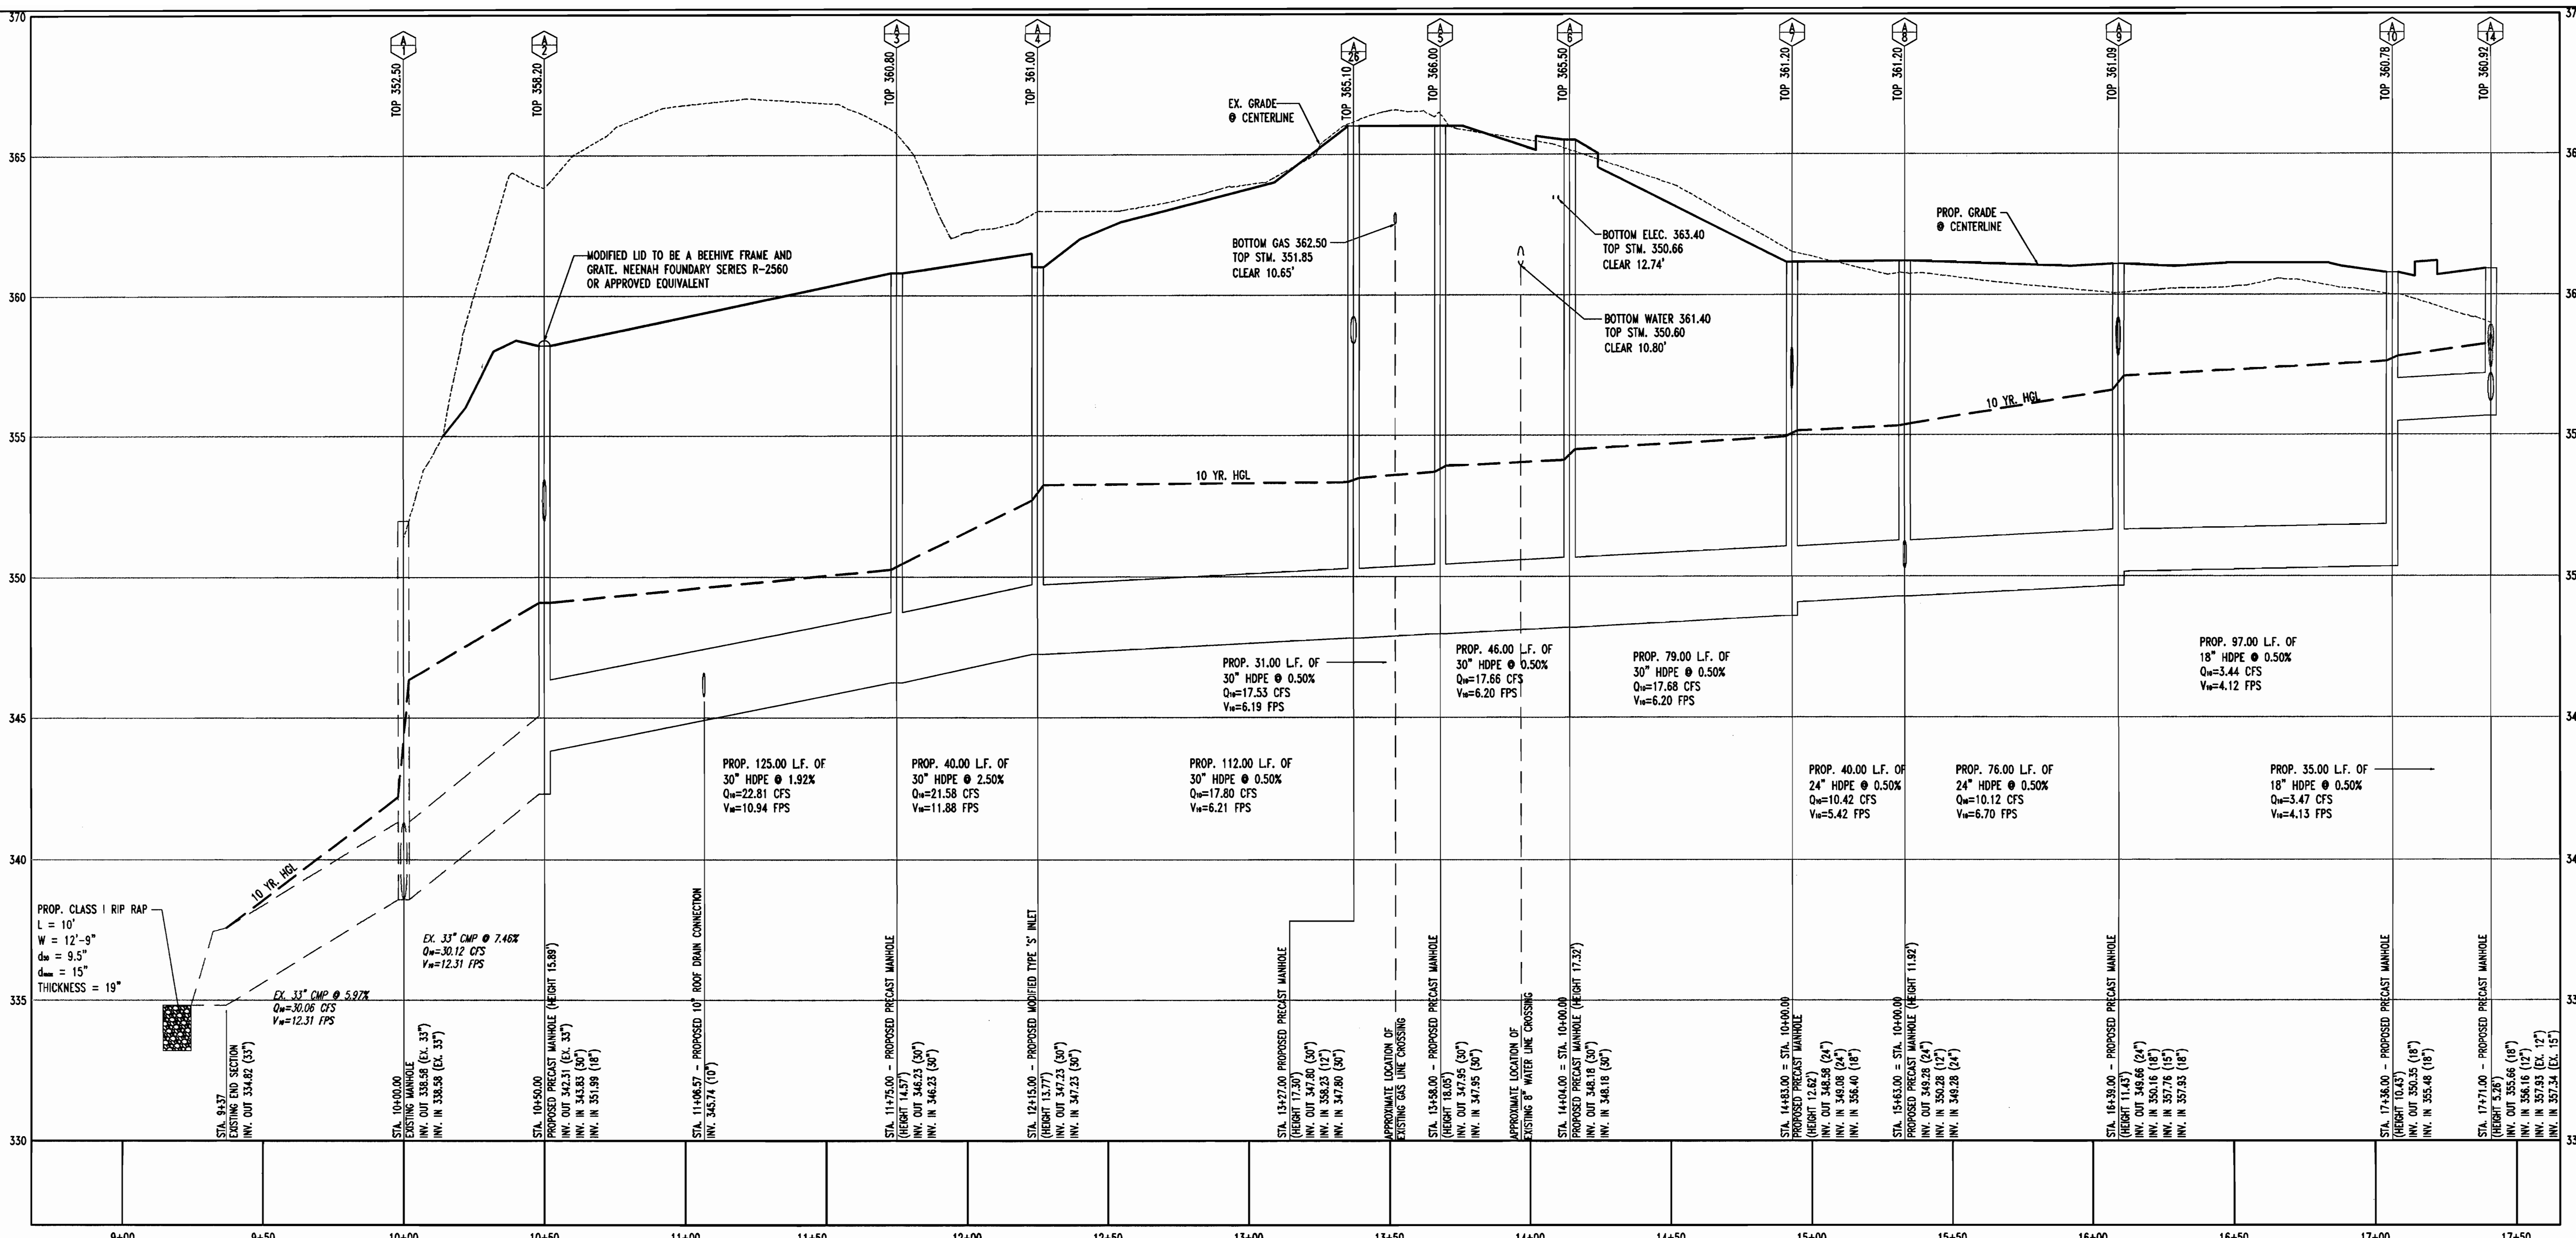 370
365
360
355
350
345
340
335
330
A
1
TOP 352.50
A
2
TOP 358.20
A
3
TOP 360.80
A
4
TOP 361.00
A
26
TOP 365.10
A
5
TOP 366.00
A
6
TOP 365.50
A
7
TOP 361.20
A
8
TOP 361.20
A
9
TOP 361.09
A
10
TOP 360.78
A
14
TOP 360.92
EX. GRADE
@ CENTERLINE
PROP. GRADE
@ CENTERLINE
MODIFIED LID TO BE A BEEHIVE FRAME AND
GRATE. NEENAH FOUNDRY SERIES R-2560
OR APPROVED EQUIVALENT
BOTTOM GAS 362.50
TOP STM. 351.85
CLEAR 10.65'
BOTTOM ELEC. 363.40
TOP STM. 350.66
CLEAR 12.74'
BOTTOM WATER 361.40
TOP STM. 350.60
CLEAR 10.80'
10 YR. HGL
10 YR. HGL
10 YR. HGL
PROP. 31.00 L.F. OF
30" HDPE @ 0.50%
Q₁₀=17.53 CFS
V₁₀=6.19 FPS
PROP. 46.00 L.F. OF
30" HDPE @ 0.50%
Q₁₀=17.66 CFS
V₁₀=6.20 FPS
PROP. 79.00 L.F. OF
30" HDPE @ 0.50%
Q₁₀=17.68 CFS
V₁₀=6.20 FPS
PROP. 97.00 L.F. OF
18" HDPE @ 0.50%
Q₁₀=3.44 CFS
V₁₀=4.12 FPS
PROP. 125.00 L.F. OF
30" HDPE @ 1.92%
Q₁₀=22.81 CFS
V₁₀=10.94 FPS
PROP. 40.00 L.F. OF
30" HDPE @ 2.50%
Q₁₀=21.58 CFS
V₁₀=11.88 FPS
PROP. 112.00 L.F. OF
30" HDPE @ 0.50%
Q₁₀=17.80 CFS
V₁₀=6.21 FPS
PROP. 40.00 L.F. OF
24" HDPE @ 0.50%
Q₁₀=10.42 CFS
V₁₀=5.42 FPS
PROP. 76.00 L.F. OF
24" HDPE @ 0.50%
Q₁₀=10.12 CFS
V₁₀=6.70 FPS
PROP. 35.00 L.F. OF
18" HDPE @ 0.50%
Q₁₀=3.47 CFS
V₁₀=4.13 FPS
PROP. CLASS I RIP RAP
L = 10'
W = 12'-9"
d₅₀ = 9.5"
= 15"
THICKNESS = 19"
EX. 33" CMP @ 7.46%
Q₁₀=30.12 CFS
V₁₀=12.31 FPS
EX. 33" CMP @ 5.97%
Q₁₀=30.06 CFS
V₁₀=12.31 FPS
STA. 9+37
EXISTING END SECTION
INV. OUT 334.82 (33")
STA. 10+00.00
EXISTING MANHOLE
INV. OUT 338.58 (EX. 33")
INV. IN 338.58 (EX. 33")
STA. 10+50.00
PROPOSED PRECAST MANHOLE (HEIGHT 15.89')
INV. OUT 342.31 (EX. 33")
INV. IN 343.83 (30")
INV. IN 351.99 (18")
STA. 11+06.57 - PROPOSED 10" ROOF DRAIN CONNECTION
INV. 345.74 (10")
STA. 11+75.00 - PROPOSED PRECAST MANHOLE
(HEIGHT 14.57')
INV. OUT 346.23 (30")
INV. IN 346.23 (30")
STA. 12+15.00 - PROPOSED MODIFIED TYPE 'S' INLET
(HEIGHT 13.77')
INV. OUT 347.23 (30")
INV. IN 347.23 (30")
STA. 13+27.00 PROPOSED PRECAST MANHOLE
(HEIGHT 17.30')
INV. OUT 347.80 (30")
INV. IN 358.23 (12")
INV. IN 347.80 (30")
APPROXIMATE LOCATION OF
EXISTING GAS LINE CROSSING
STA. 13+58.00 - PROPOSED PRECAST MANHOLE
(HEIGHT 18.05')
INV. OUT 347.95 (30")
INV. IN 347.95 (30")
APPROXIMATE LOCATION OF
EXISTING 8" WATER LINE CROSSING
STA. 14+04.00 = STA. 10+00.00
PROPOSED PRECAST MANHOLE (HEIGHT 17.32')
INV. OUT 348.18 (30")
INV. IN 348.18 (30")
STA. 14+83.00 = STA. 10+00.00
PROPOSED PRECAST MANHOLE
(HEIGHT 12.62')
INV. OUT 348.58 (24")
INV. IN 349.08 (24")
INV. IN 356.40 (18")
STA. 15+63.00 = STA. 10+00.00
PROPOSED PRECAST MANHOLE (HEIGHT 11.92')
INV. OUT 349.28 (24")
INV. IN 350.28 (12")
INV. IN 349.28 (24")
STA. 16+39.00 - PROPOSED PRECAST MANHOLE
(HEIGHT 11.43')
INV. OUT 349.66 (24")
INV. IN 350.16 (18")
INV. IN 357.76 (15")
INV. IN 357.93 (18")
STA. 17+36.00 - PROPOSED PRECAST MANHOLE
(HEIGHT 10.43')
INV. OUT 350.35 (18")
INV. IN 355.48 (18")
STA. 17+71.00 - PROPOSED PRECAST MANHOLE
(HEIGHT 5.26')
INV. OUT 355.66 (18")
INV. IN 356.16 (12")
INV. IN 357.93 (EX. 12")
INV. IN 357.34 (EX. 15")
9+00
9+50
10+00
10+50
11+00
11+50
12+00
12+50
13+00
13+50
14+00
14+50
15+00
15+50
16+00
16+50
17+00
17+50